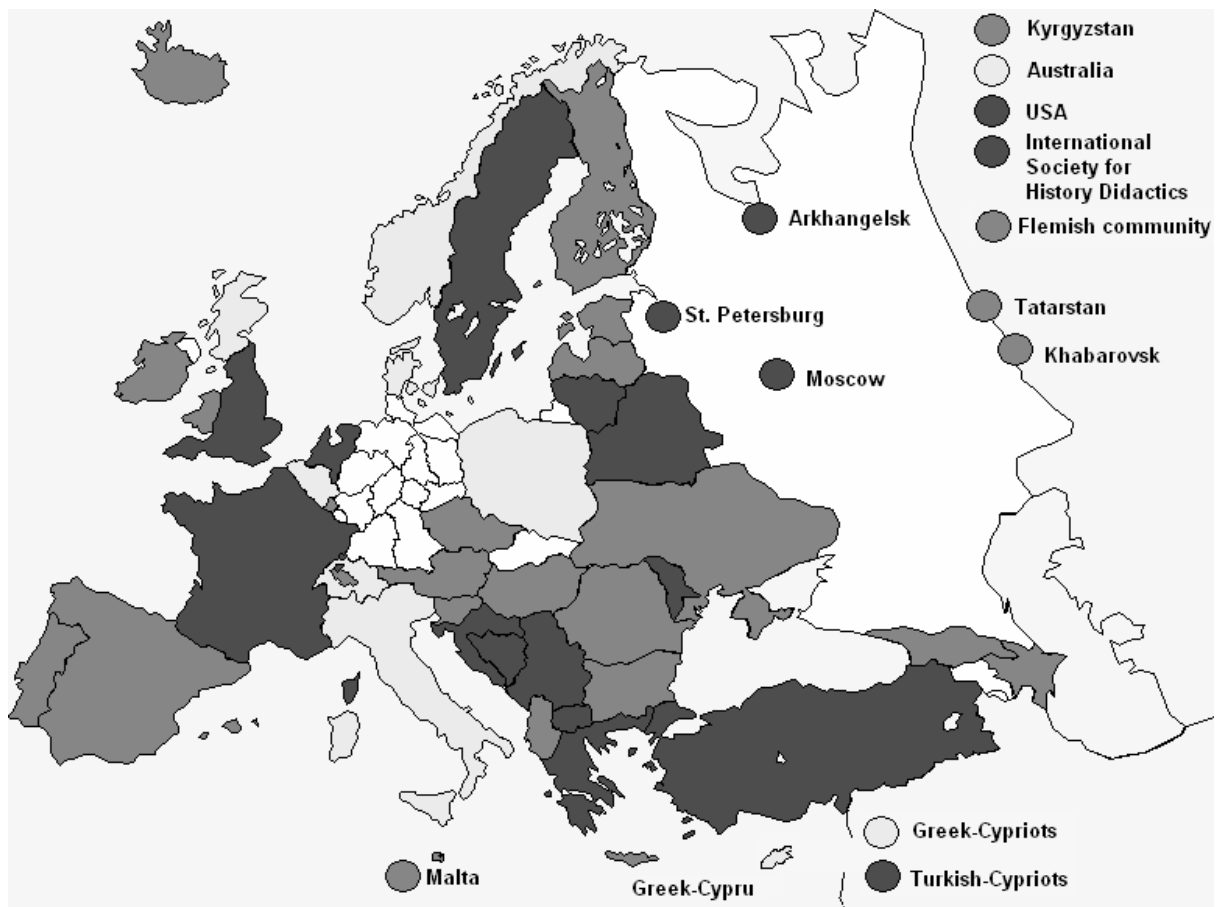 Kyrgyzstan
Australia
USA
International
Society for
History Didactics
Flemish community
Arkhangelsk
Tatarstan
St. Petersburg
Khabarovsk
Moscow
Greek-Cypriots
Malta
Greek-Cypru
Turkish-Cypriots